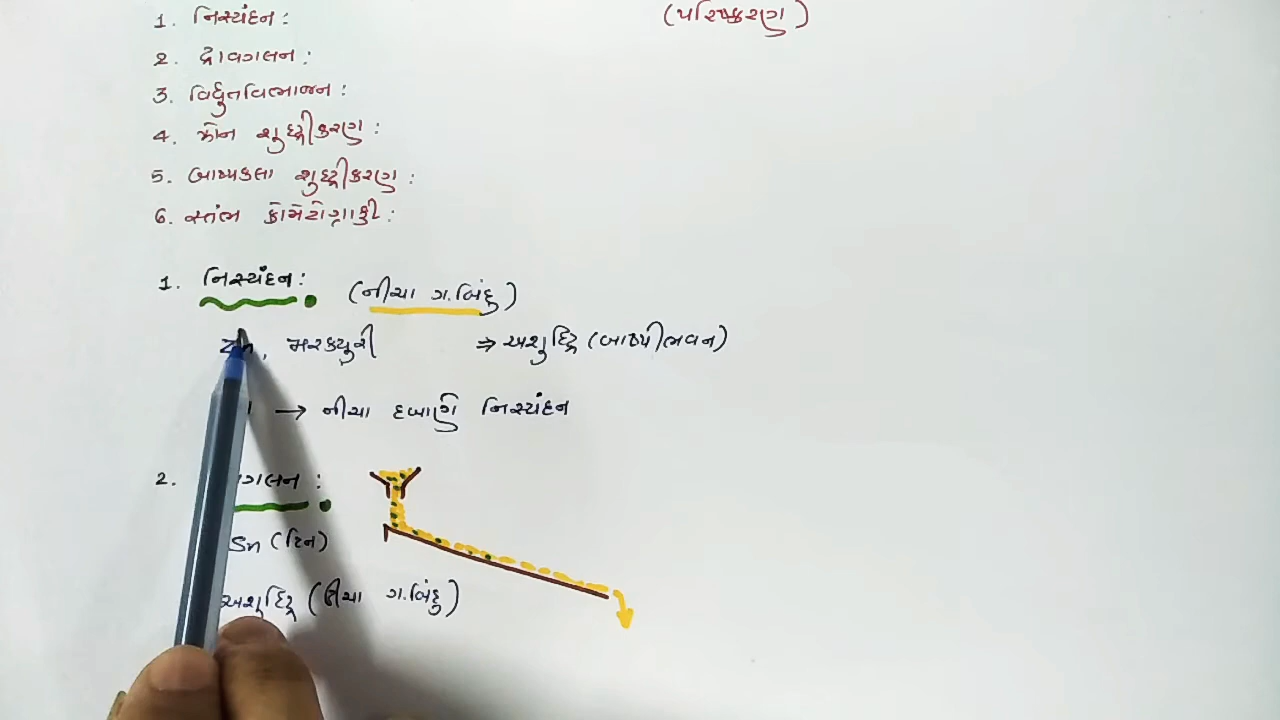 1. નિસ્યંદન :
(પરિષ્કરણ)
2. દ્રાવગલન :
3. વિદ્યુતવિભાજન :
4. ઝોન શુદ્ધીકરણ :
5. બાષ્પકલા શુદ્ધીકરણ :
6. સ્તંભ ક્રોમેટોગ્રાફી :
1. નિસ્યંદન :
(નીચા ગ.બિંદુ)
Zn, મરક્યુરી ⇒ અશુદ્ધિ (બાષ્પીભવન)
→ નીચા દબાણે નિસ્યંદન
2. ગલન :
Sn (ટિન)
અશુદ્ધિ (ઊંચા ગ.બિંદુ)